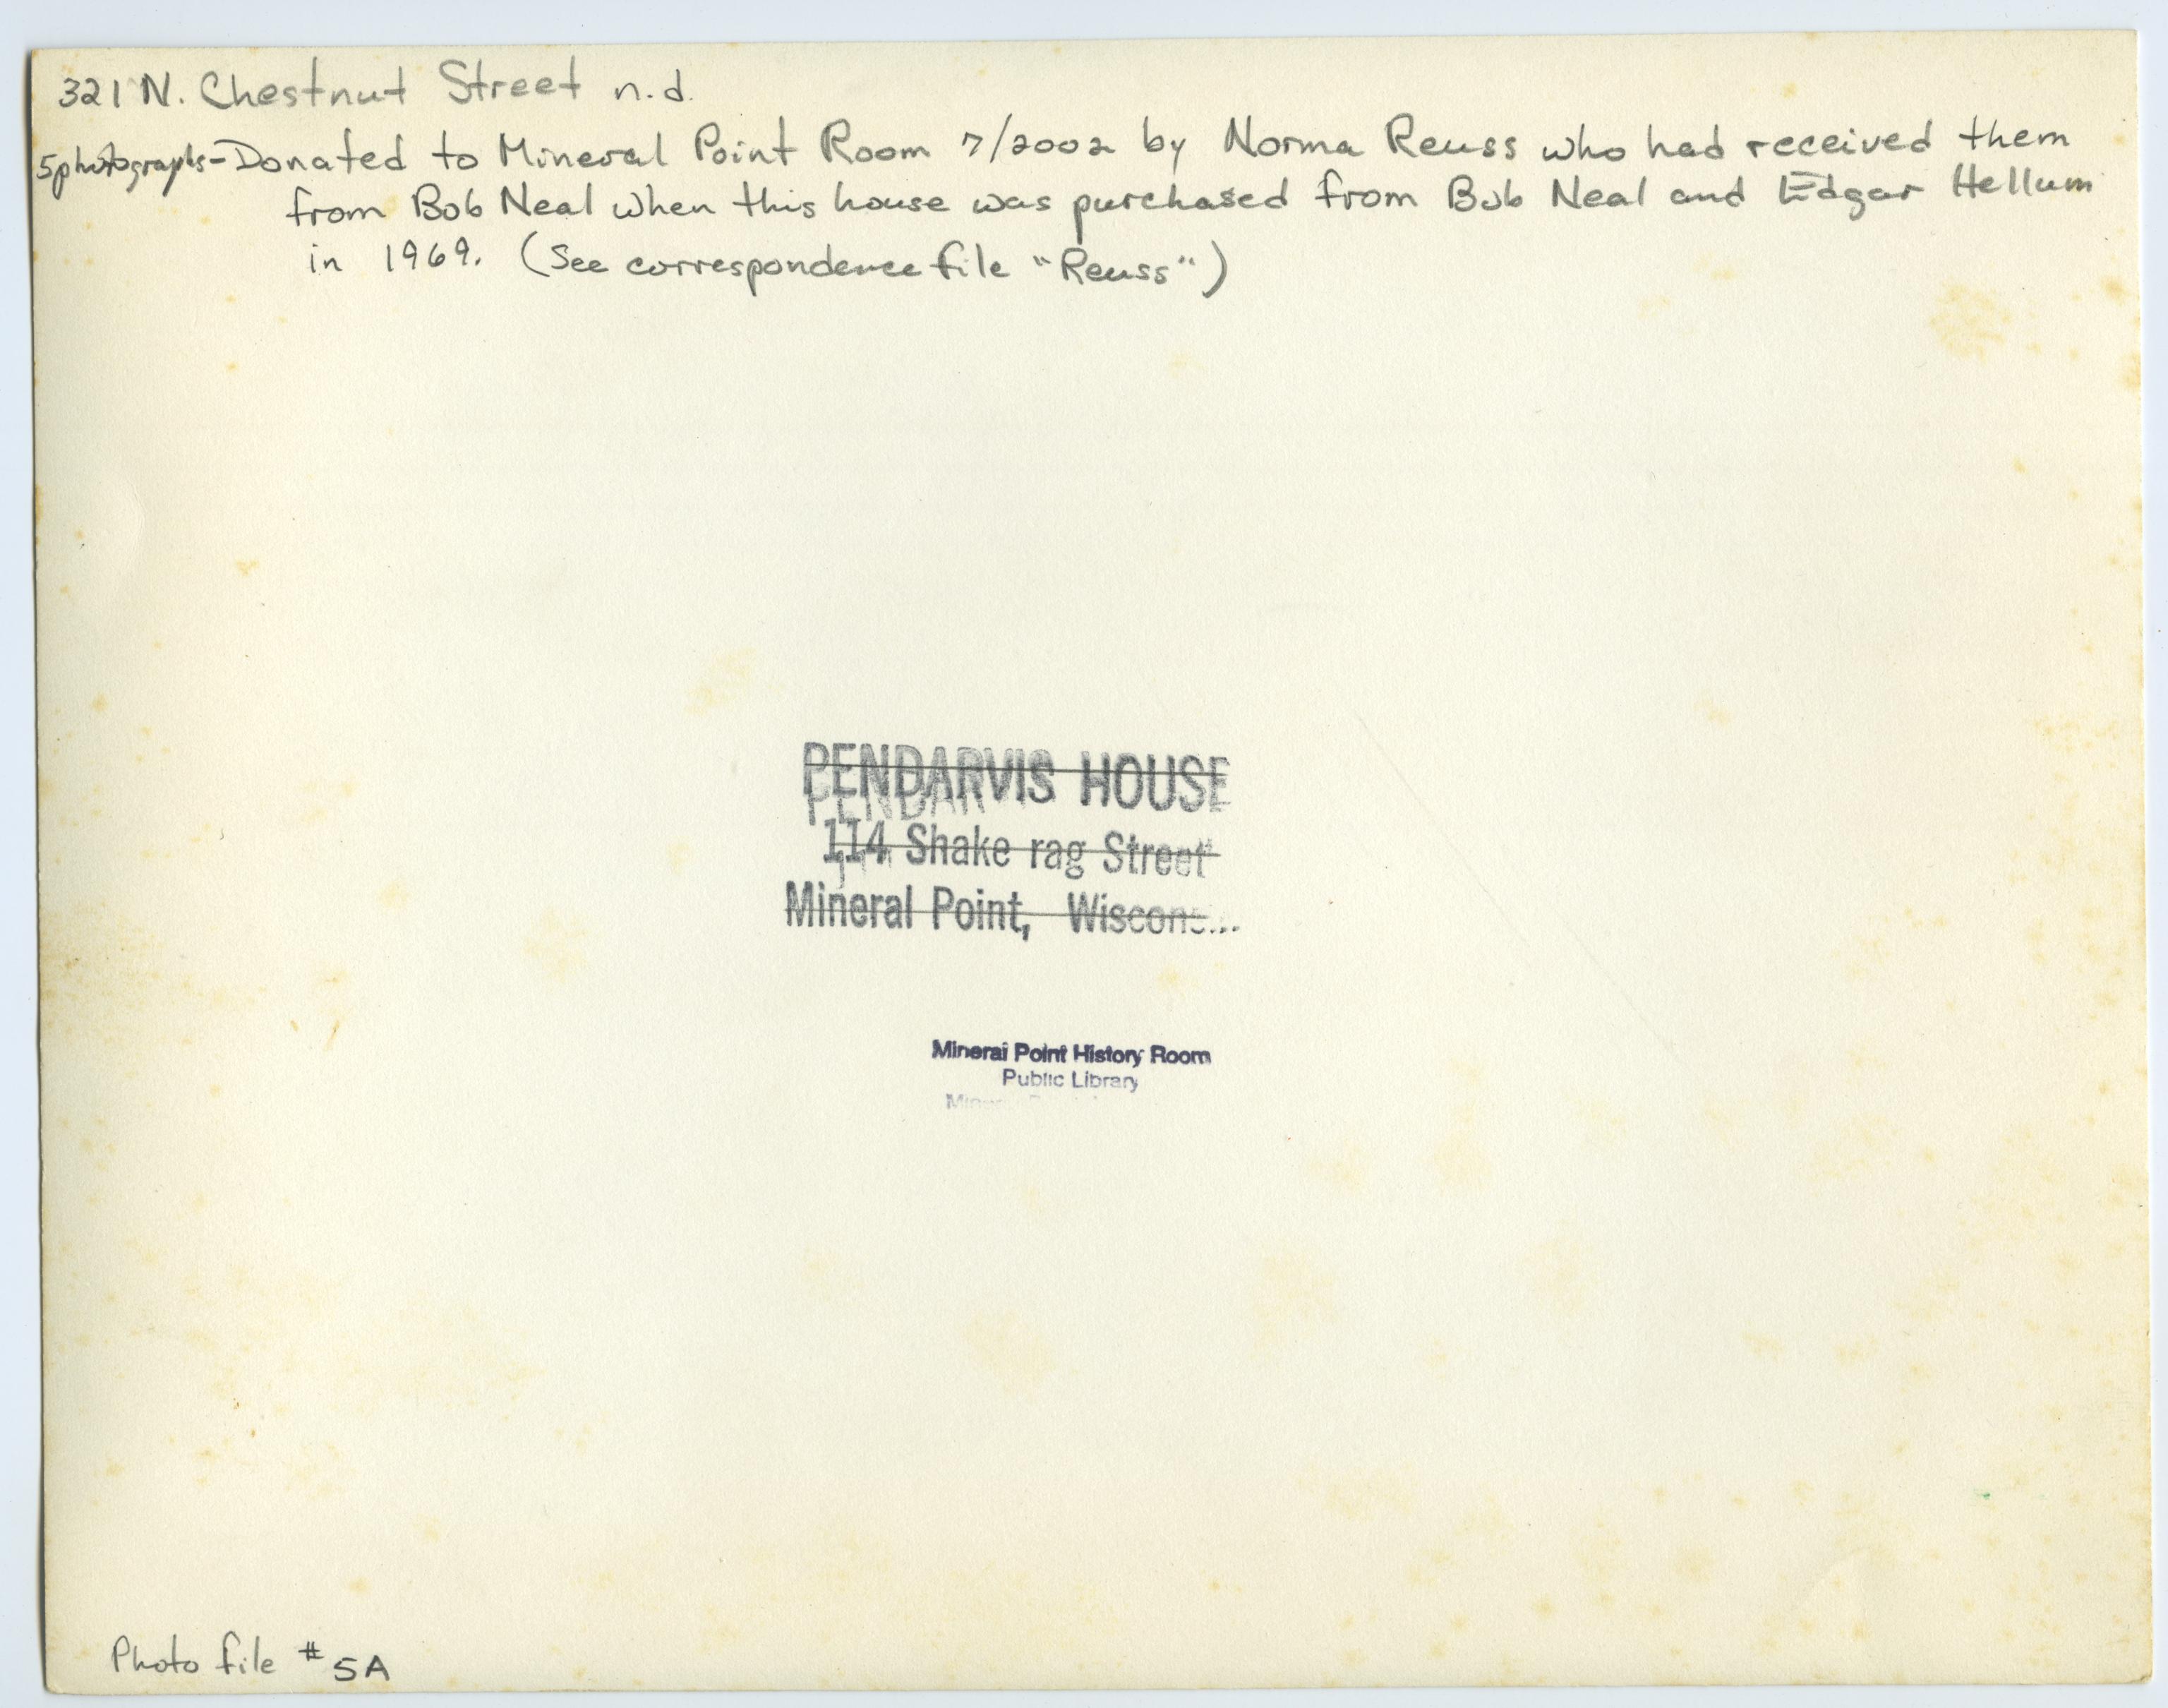 321 N. Chestnut Street n.d.
5 photographs - Donated to Mineral Point Room 7/2002 by Norma Reuss who had received them
from Bob Neal when this house was purchased from Bob Neal and Edgar Hellum
in 1969. (See correspondence file "Reuss")
PENDARVIS HOUSE
114 Shake rag Street
Mineral Point,
Mineral Point History Room
Public Library
Photo file # 5A